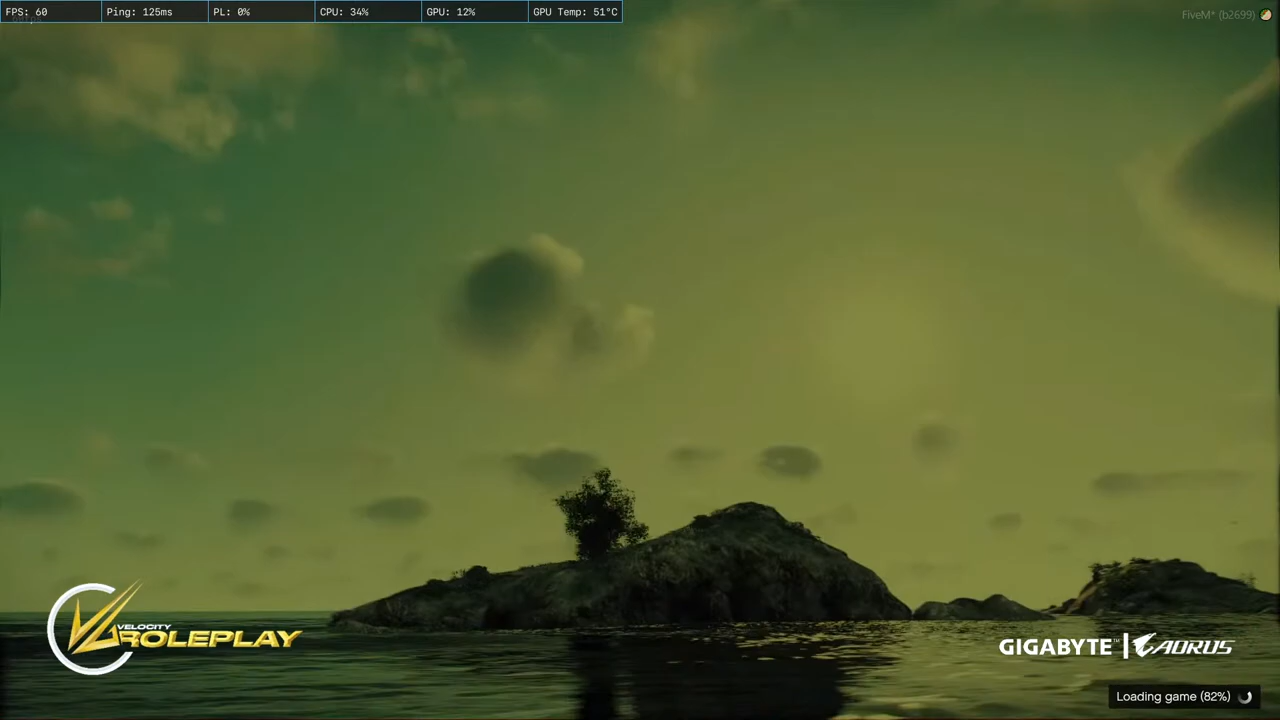 FPS: 60
Ping: 125ms
PL: 0%
CPU: 34%
GPU: 12%
GPU Temp: 51°C
FiveM* (b2699)
VELOCITY
ROLEPLAY
GIGABYTE™ | AORUS
Loading game (82%)